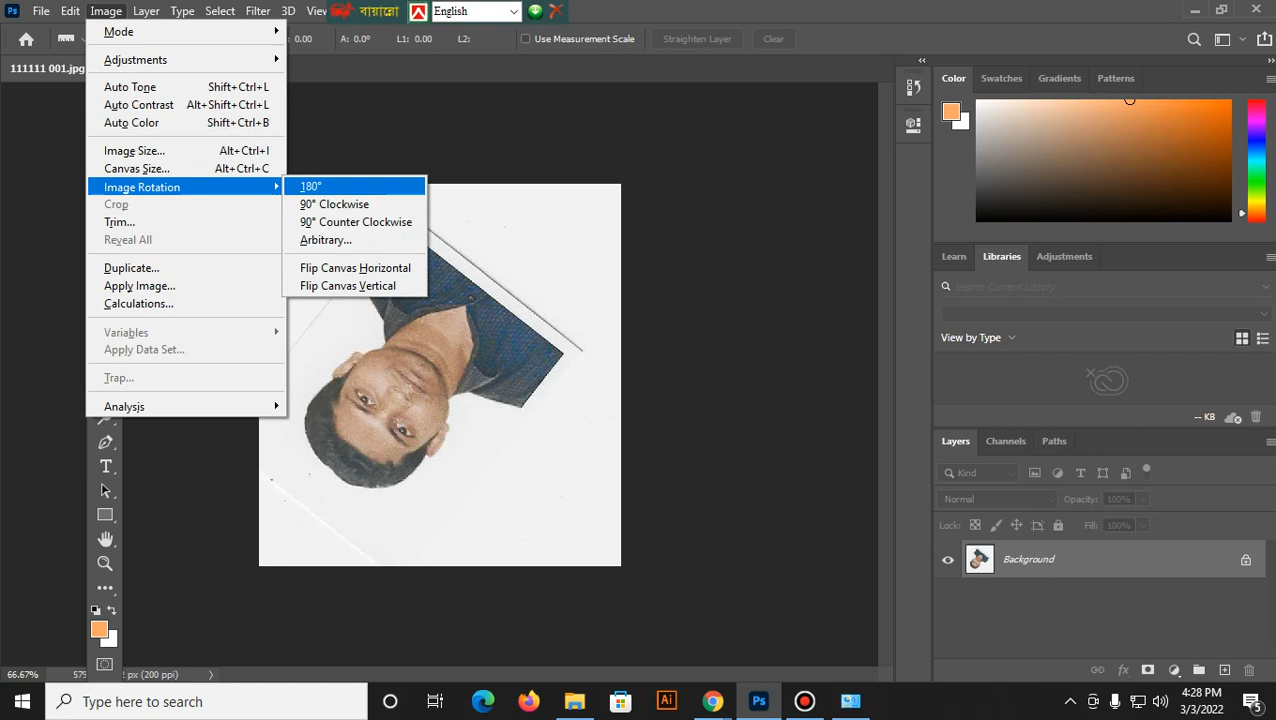 Ps File Edit Image Layer Type Select Filter 3D বায়ান্নো English
0.00 A: 0.0° L1: 0.00 L2: Use Measurement Scale Straighten Layer Clear
111111 001.jpg
Mode
Adjustments
Auto Tone Shift+Ctrl+L
Auto Contrast Alt+Shift+Ctrl+L
Auto Color Shift+Ctrl+B
Image Size... Alt+Ctrl+I
Canvas Size... Alt+Ctrl+C
Image Rotation
Crop
Trim...
Reveal All
Duplicate...
Apply Image...
Calculations...
Variables
Apply Data Set...
Trap...
Analysis
180°
90° Clockwise
90° Counter Clockwise
Arbitrary...
Flip Canvas Horizontal
Flip Canvas Vertical
Color Swatches Gradients Patterns
Learn Libraries Adjustments
Search Current Library
View by Type
-- KB
Layers Channels Paths
Kind
Normal Opacity: 100%
Lock: Fill: 100%
Background
fx
66.67% px (200 ppi)
Type here to search
Ai Ps
4:28 PM
3/3/2022
5